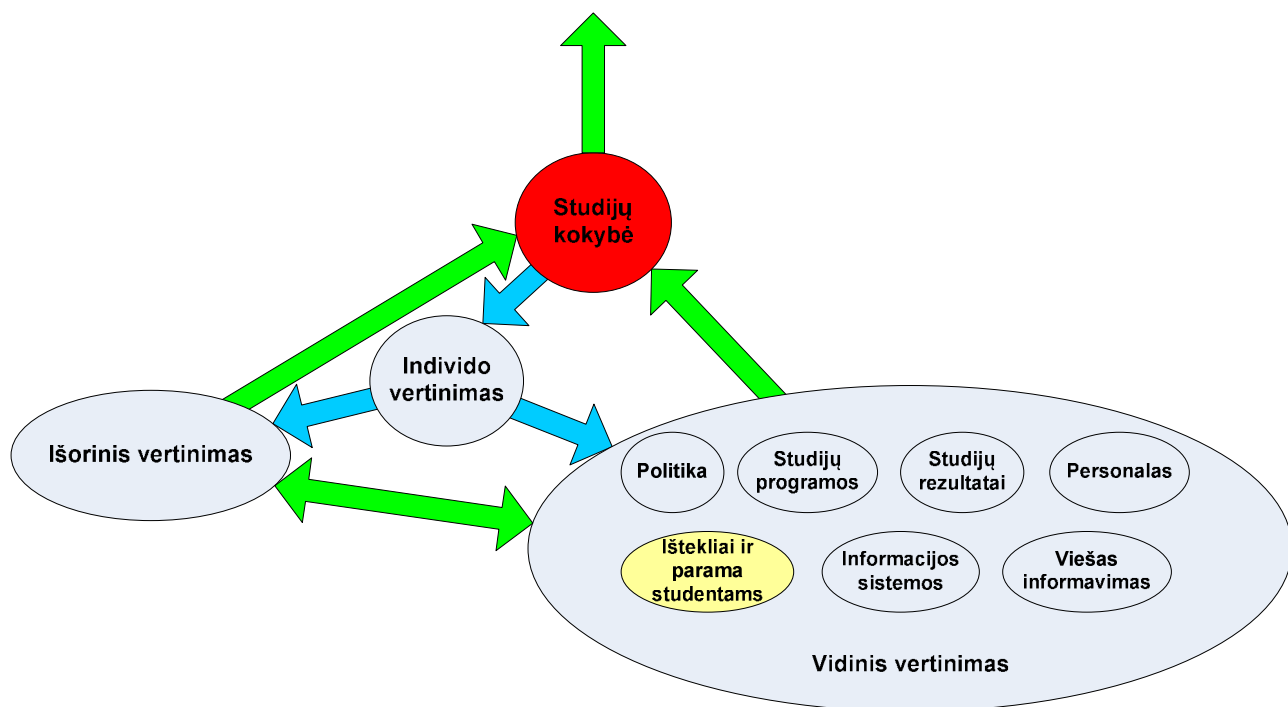 Studijų
kokybė
Individo
vertinimas
Išorinis vertinimas
Politika
Studijų
programos
Studijų
rezultatai
Personalas
Ištekliai ir
parama
studentams
Informacijos
sistemos
Viešas
informavimas
Vidinis vertinimas